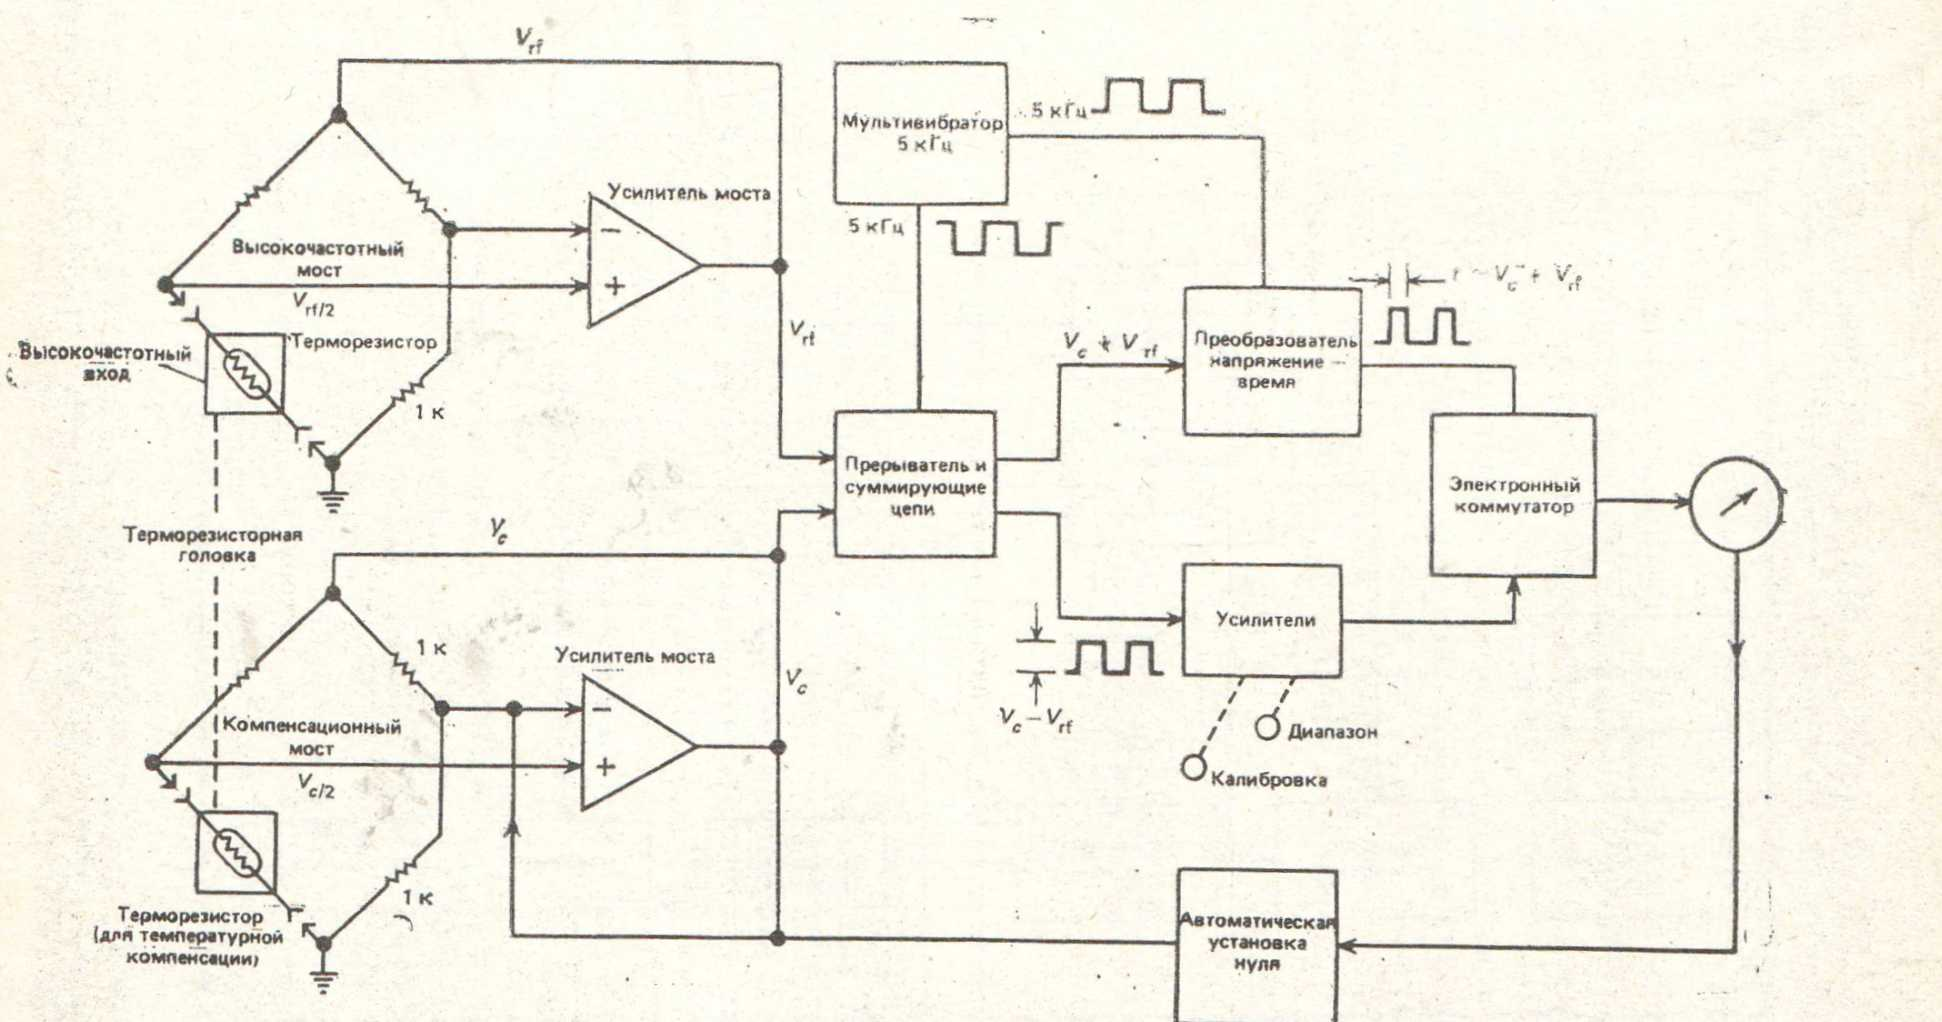 V_rf
5 кГц
Мультивибратор
5 кГц
Усилитель моста
5 кГц
Высокочастотный
мост
−
+
V_rf/2
V_rf
V_c + V_rf
Преобразователь
напряжение —
время
Высокочастотный
вход
Терморезистор
1 к
Прерыватель и
суммирующие
цепи
Электронный
коммутатор
Терморезисторная
головка
V_c
1 к
Усилитель моста
Усилители
V_c
V_c − V_rf
Диапазон
Калибровка
Компенсационный
мост
−
+
V_c/2
1 к
Терморезистор
(для температурной
компенсации)
Автоматическая
установка
нуля